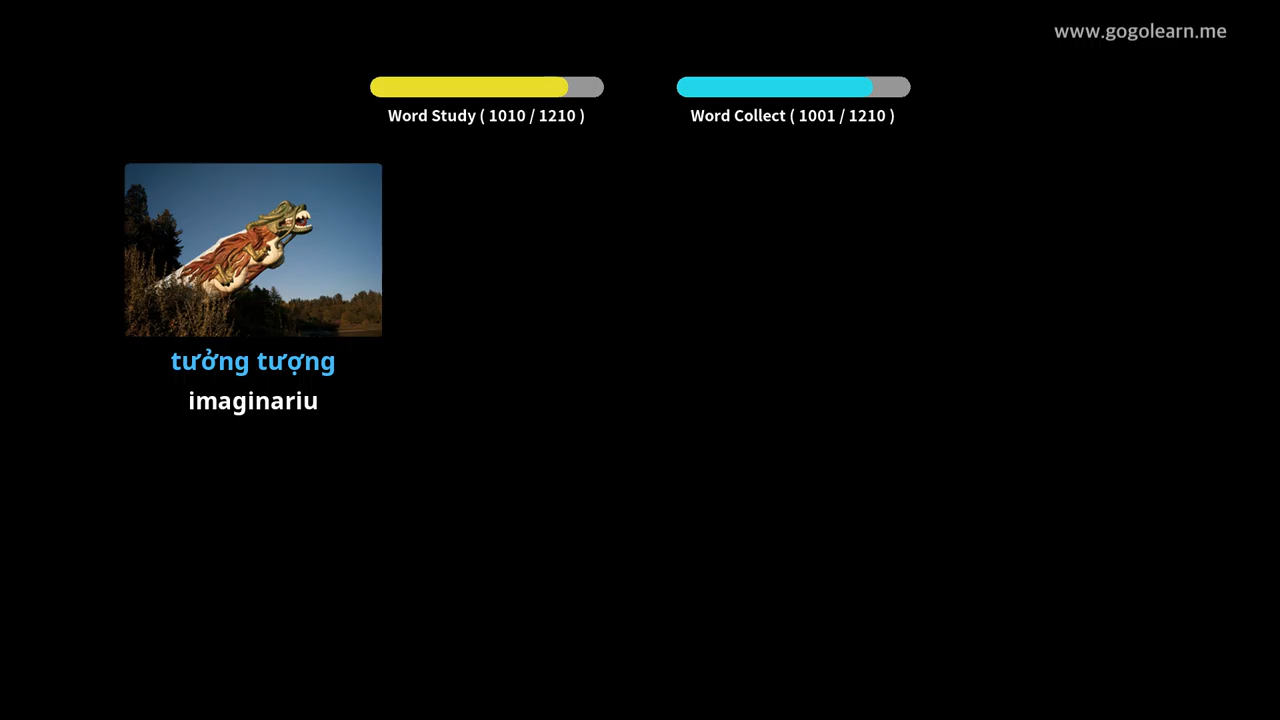 www.gogolearn.me
Word Study ( 1010 / 1210 )
Word Collect ( 1001 / 1210 )
tưởng tượng
imaginariu